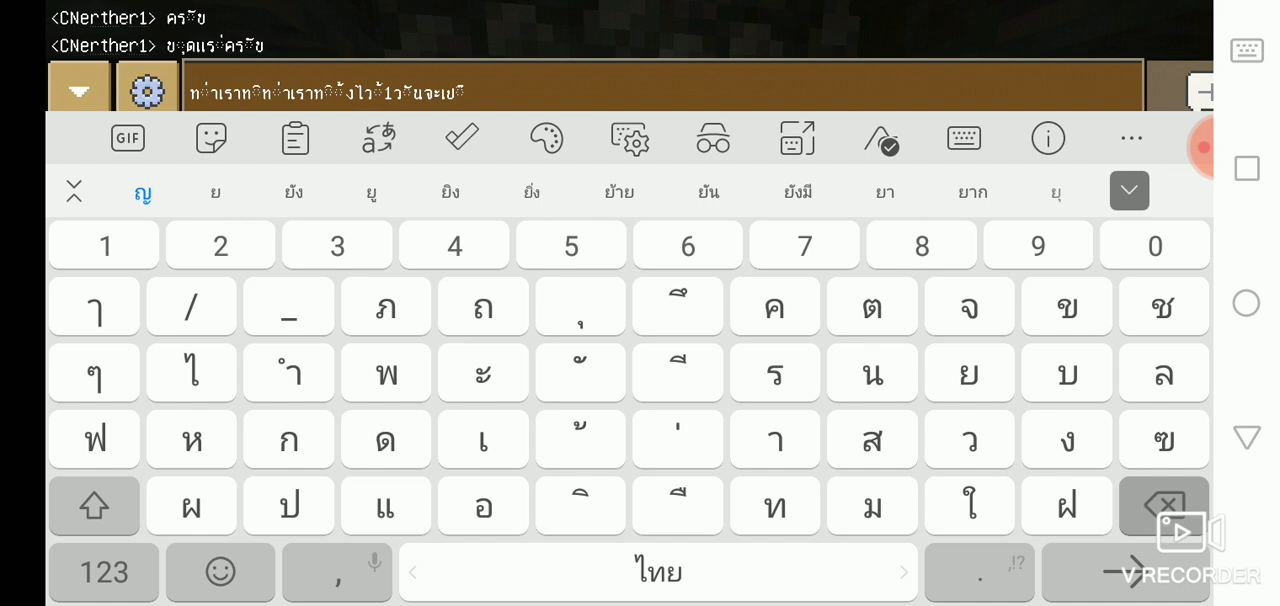 <CNerther1> ครัข
<CNerther1> ขุดแร่ครัข
ท่าเราทิท่าเราทิ้งไว้1วันจะเปื
GIF
ญ ย ยัง ยู ยิง ยิ่ง ย้าย ยัน ยังมี ยา ยาก ยุ
1 2 3 4 5 6 7 8 9 0
ๅ / _ ภ ถ ุ ึ ค ต จ ข ช
ๆ ไ ำ พ ะ ั ี ร น ย บ ล
ฟ ห ก ด เ ้ ่ า ส ว ง ฃ
ผ ป แ อ ิ ื ท ม ใ ฝ
123 , ไทย . ,!?
V RECORDER